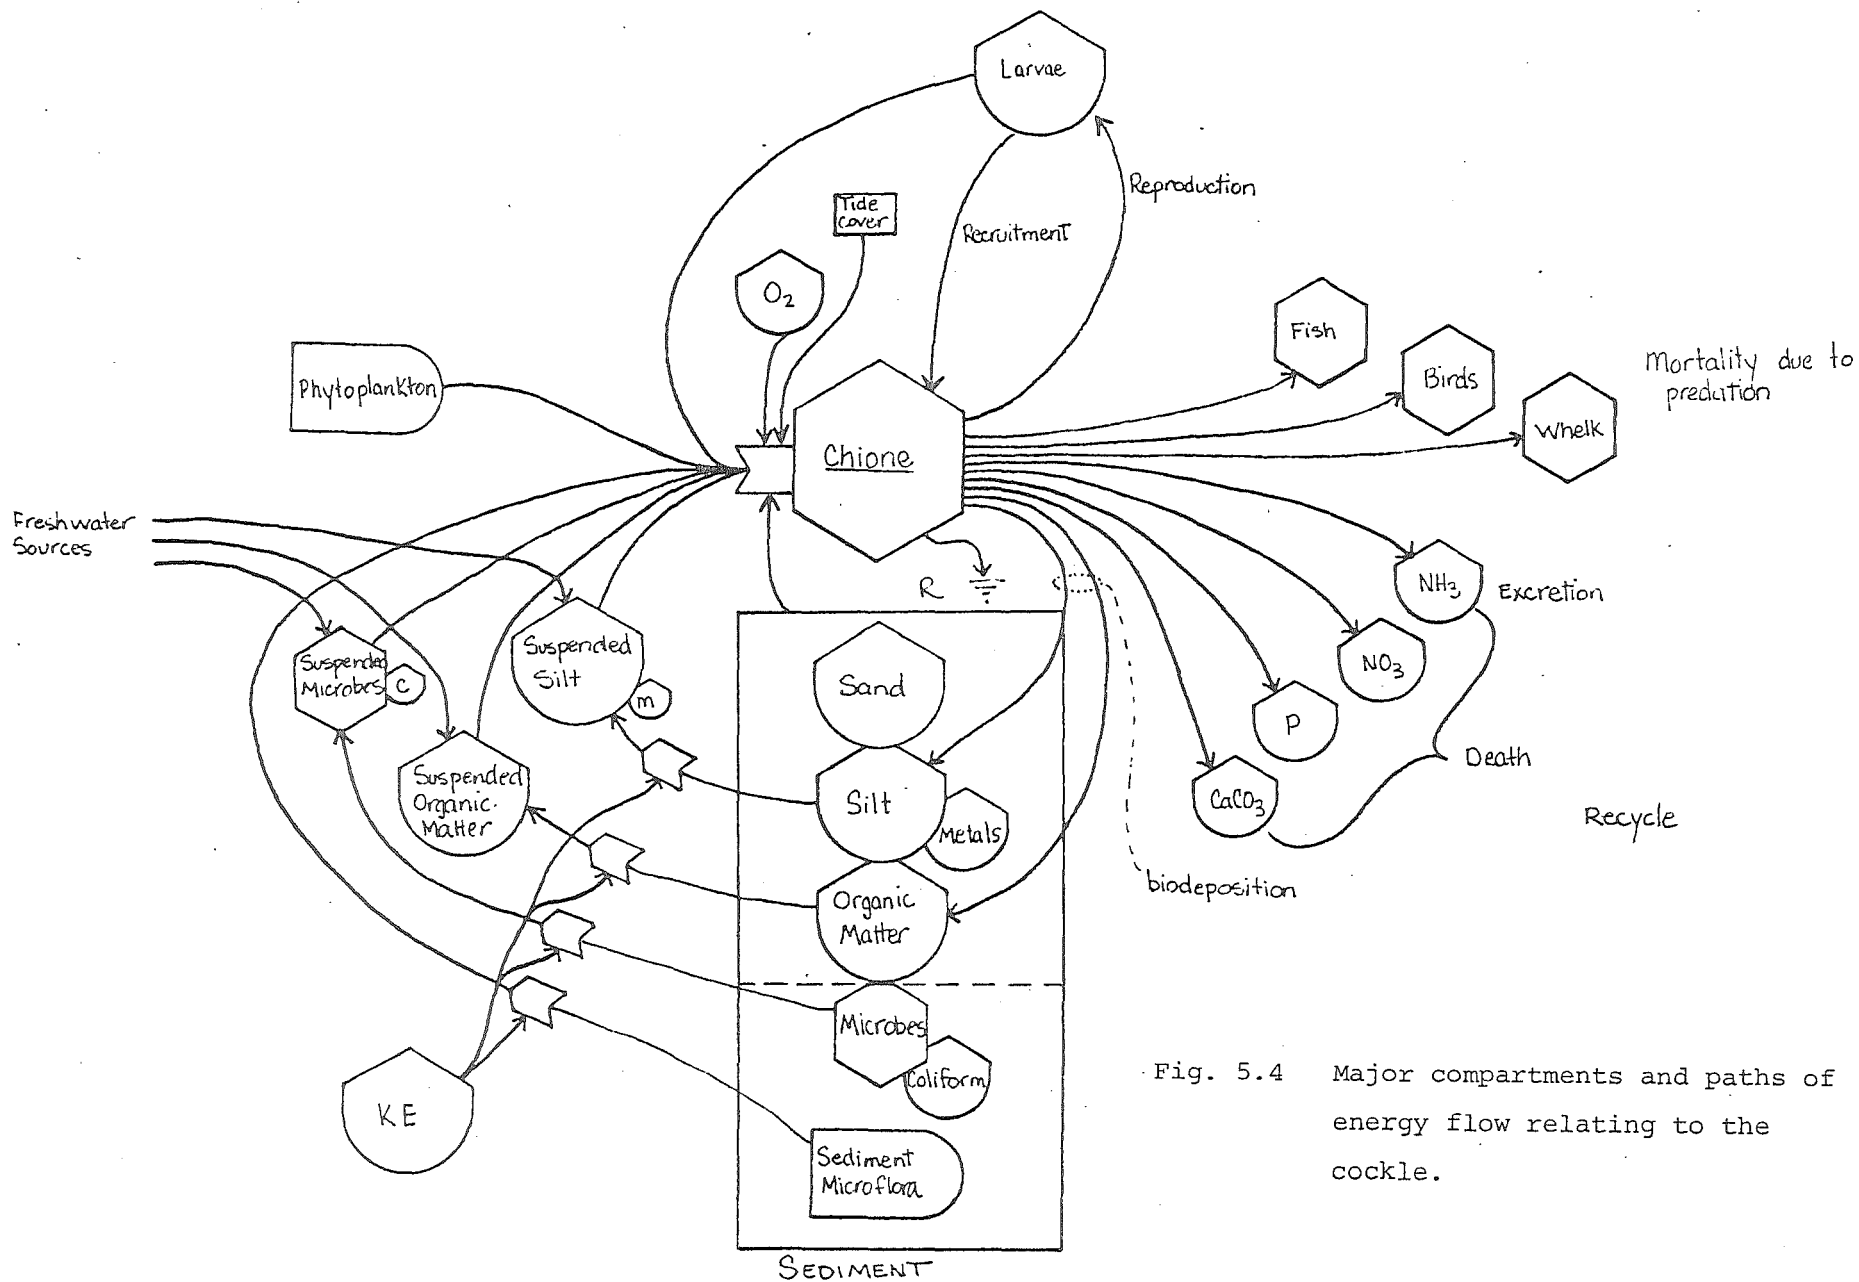 Larvae
Reproduction
Tide
cover
Recruitment
O2
Fish
Birds
Whelk
Mortality due to
predation
Phytoplankton
Chione
Freshwater
Sources
R
NH3
Excretion
NO3
P
CaCO3
Death
Recycle
Suspended
Microbes
C
Suspended
Silt
m
Suspended
Organic
Matter
Sand
Silt
Metals
Organic
Matter
biodeposition
Microbes
Coliform
KE
Sediment
Microflora
SEDIMENT
Fig. 5.4 Major compartments and paths of
energy flow relating to the
cockle.